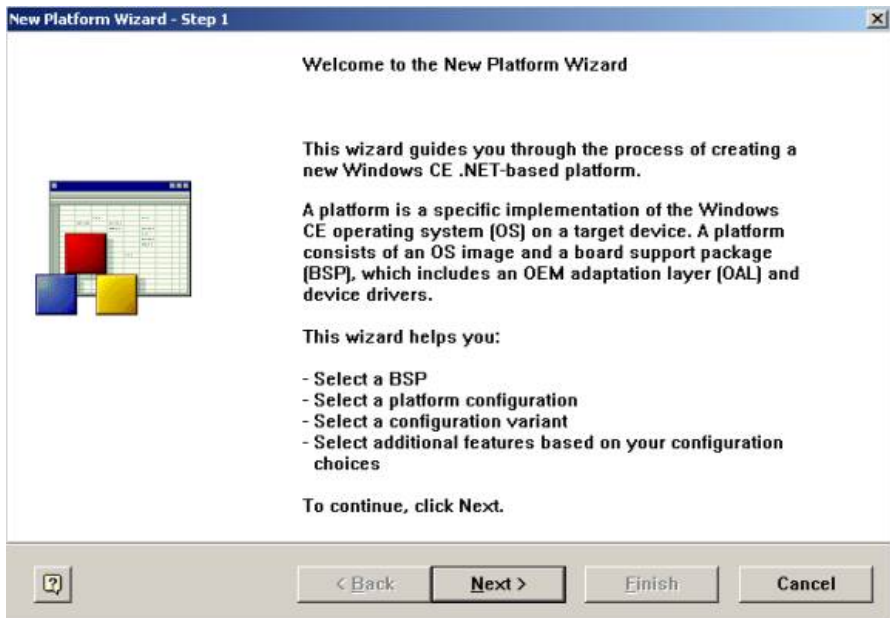 New Platform Wizard - Step 1
Welcome to the New Platform Wizard
This wizard guides you through the process of creating a
new Windows CE .NET-based platform.
A platform is a specific implementation of the Windows
CE operating system (OS) on a target device. A platform
consists of an OS image and a board support package
(BSP), which includes an OEM adaptation layer (OAL) and
device drivers.
This wizard helps you:
- Select a BSP
- Select a platform configuration
- Select a configuration variant
- Select additional features based on your configuration
choices
To continue, click Next.
< Back
Next >
Finish
Cancel